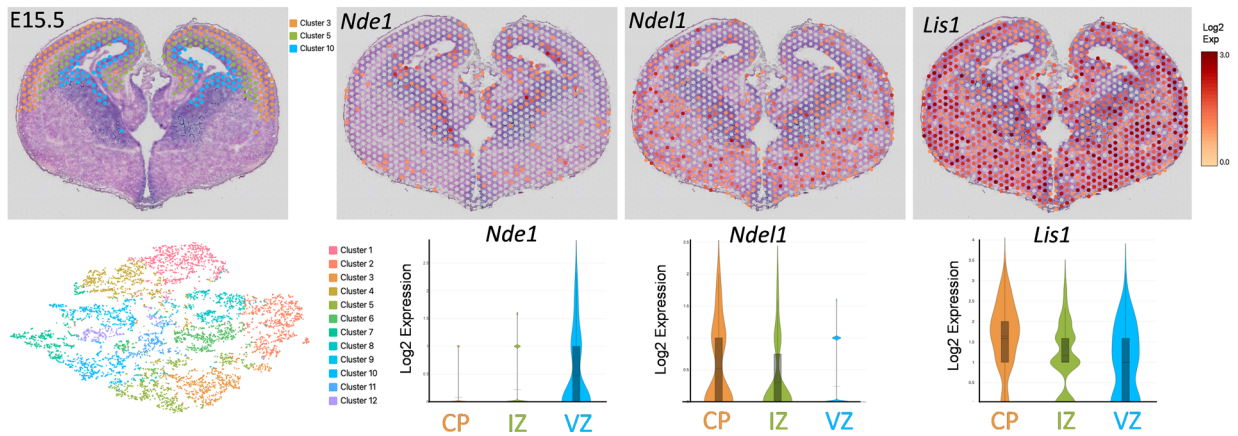 E15.5
Cluster 3
Cluster 5
Cluster 10
Nde1
Ndel1
Lis1
Log2
Exp
3.0
0.0
Cluster 1
Cluster 2
Cluster 3
Cluster 4
Cluster 5
Cluster 6
Cluster 7
Cluster 8
Cluster 9
Cluster 10
Cluster 11
Cluster 12
Nde1
Log2 Expression
CP IZ VZ
Ndel1
Log2 Expression
CP IZ VZ
Lis1
Log2 Expression
CP IZ VZ